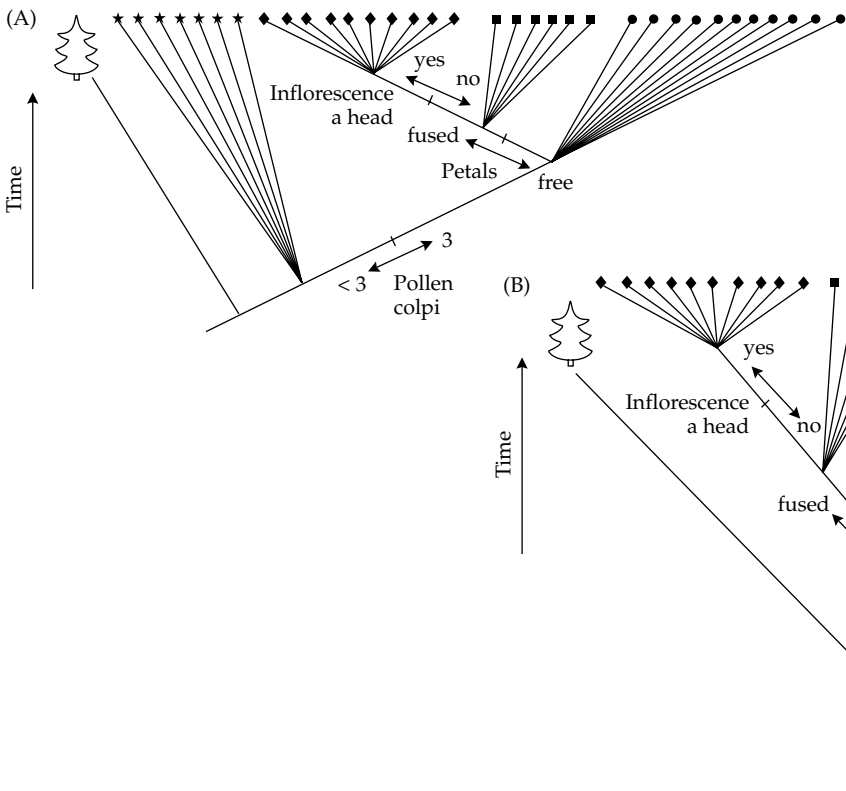 (A)
yes
no
Inflorescence
a head
fused
Petals
free
Time
3
< 3
Pollen
colpi
(B)
yes
Inflorescence
a head
no
Time
fused